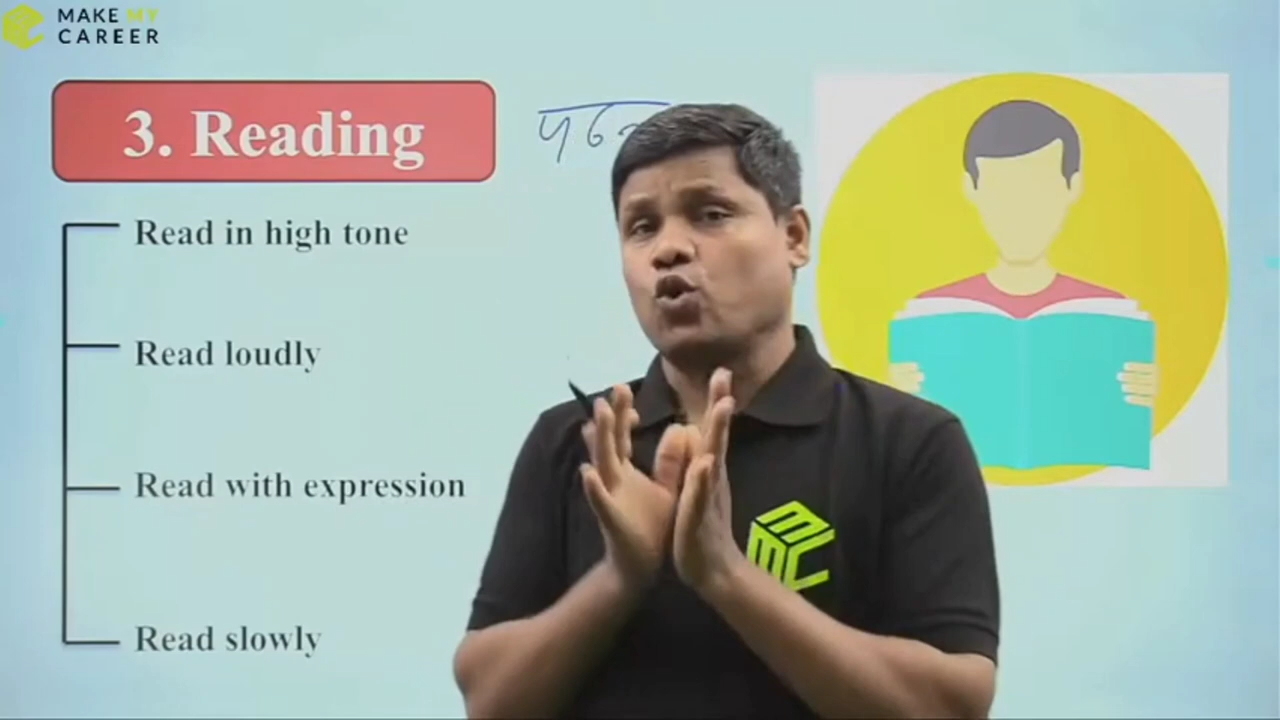 MAKE MY
CAREER
3. Reading
Read in high tone
Read loudly
Read with expression
Read slowly